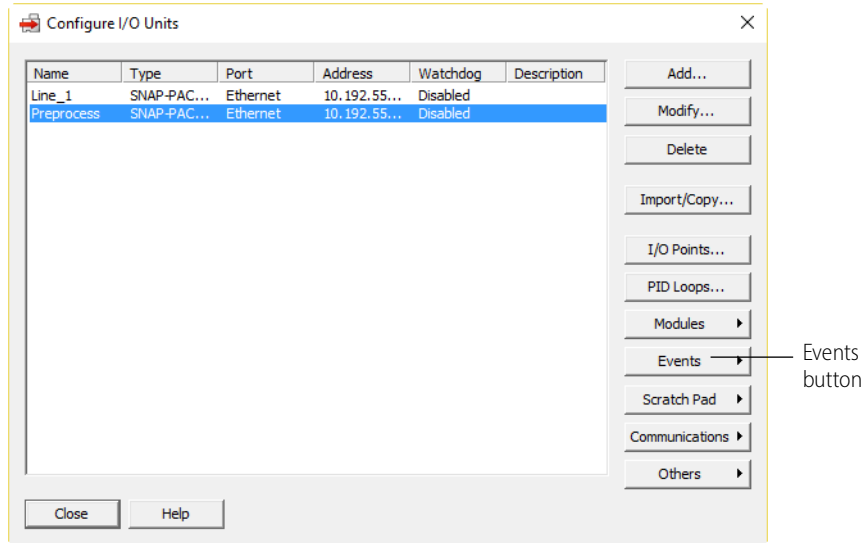 Configure I/O Units
Name Type Port Address Watchdog Description
Line_1 SNAP-PAC... Ethernet 10.192.55... Disabled
Preprocess SNAP-PAC... Ethernet 10.192.55... Disabled
Add...
Modify...
Delete
Import/Copy...
I/O Points...
PID Loops...
Modules
Events
Scratch Pad
Communications
Others
Events
button
Close Help